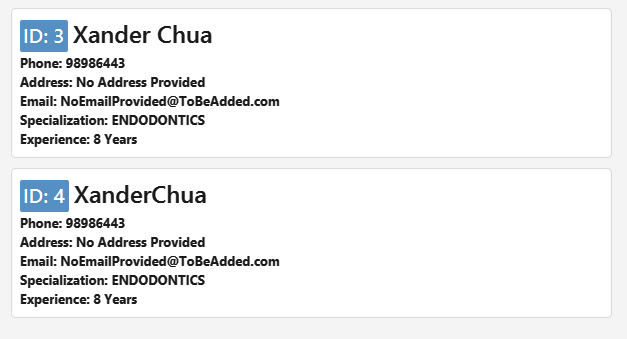 ID: 3 Xander Chua
Phone: 98986443
Address: No Address Provided
Email: NoEmailProvided@ToBeAdded.com
Specialization: ENDODONTICS
Experience: 8 Years
ID: 4 XanderChua
Phone: 98986443
Address: No Address Provided
Email: NoEmailProvided@ToBeAdded.com
Specialization: ENDODONTICS
Experience: 8 Years